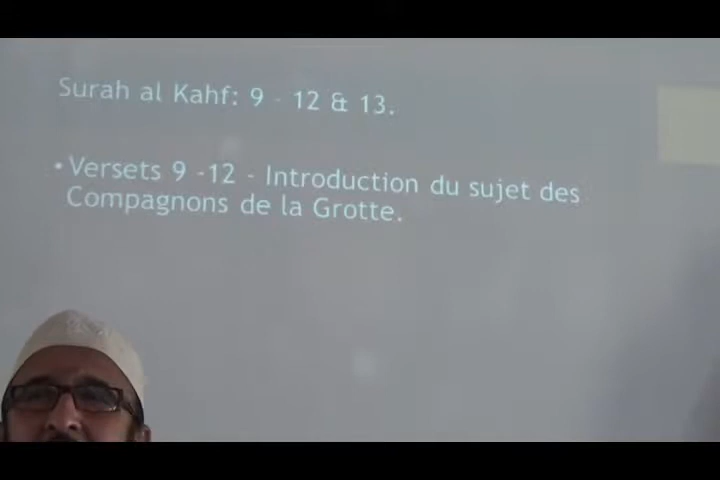 Surah al Kahf: 9 - 12 & 13.
• Versets 9 -12 - Introduction du sujet des
Compagnons de la Grotte.